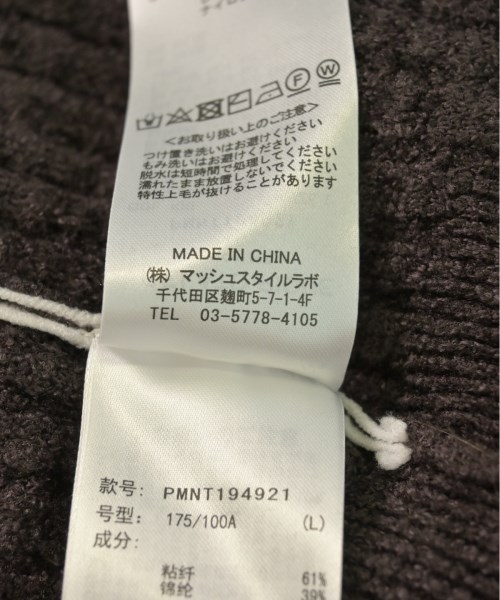 F
W
<お取り扱い上のご注意>
つけ置き洗いはお避けください
もみ洗いはお避けください
脱水は短時間で処理してください
濡れたまま放置しないでください
特性上毛が抜けることがあります
MADE IN CHINA
(株) マッシュスタイルラボ
千代田区麹町5-7-1-4F
TEL 03-5778-4105
款号: PMNT194921
号型: 175/100A (L)
成分:
粘纤 61%
锦纶 39%